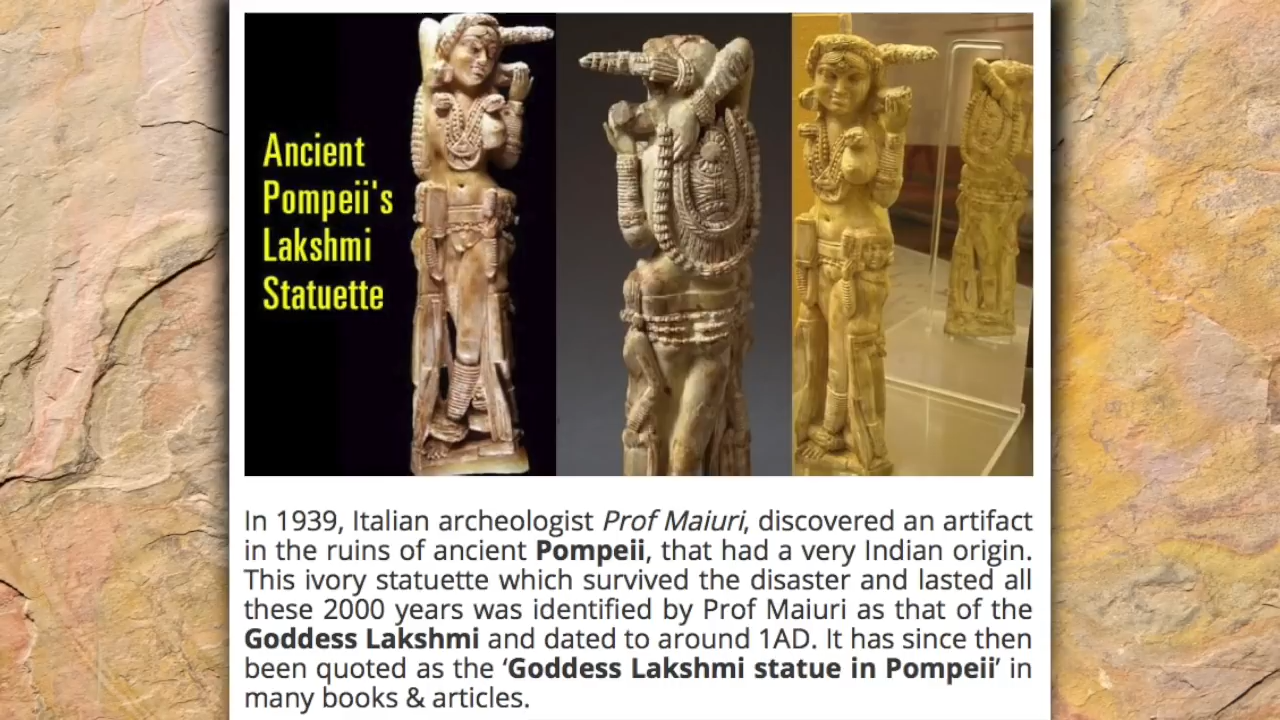 Ancient
Pompeii's
Lakshmi
Statuette
In 1939, Italian archeologist Prof Maiuri, discovered an artifact
in the ruins of ancient Pompeii, that had a very Indian origin.
This ivory statuette which survived the disaster and lasted all
these 2000 years was identified by Prof Maiuri as that of the
Goddess Lakshmi and dated to around 1AD. It has since then
been quoted as the ‘Goddess Lakshmi statue in Pompeii’ in
many books & articles.